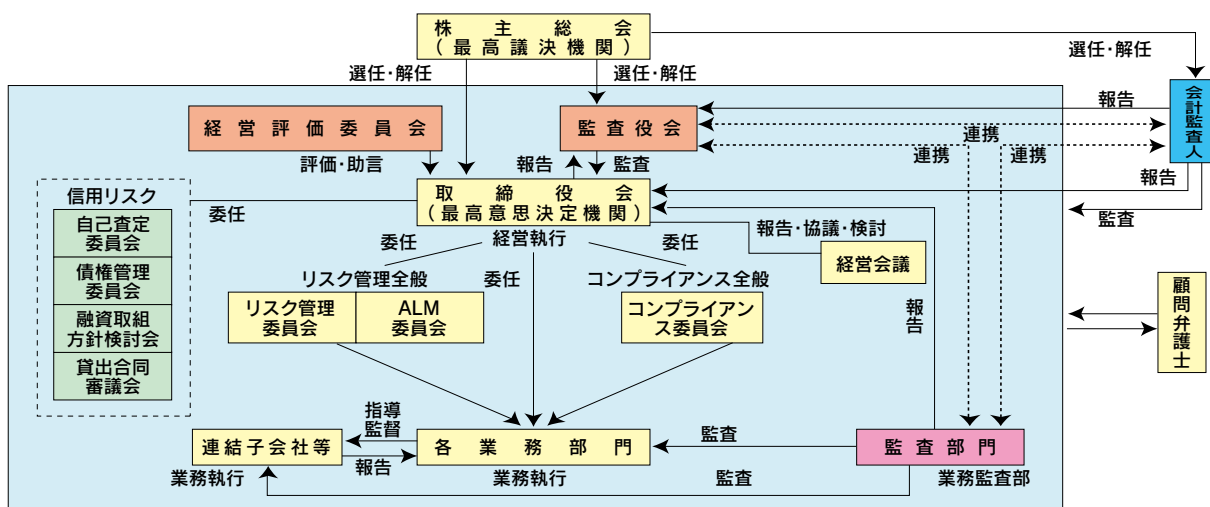 株主総会
(最高議決機関)
選任・解任
選任・解任
選任・解任
会計監査人
経営評価委員会
監査役会
報告
連携
連携
連携
評価・助言
報告
監査
報告
監査
取締役会
(最高意思決定機関)
経営執行
委任
信用リスク
自己査定
委員会
債権管理
委員会
融資取組
方針検討会
貸出合同
審議会
報告・協議・検討
経営会議
委任
委任
委任
リスク管理全般
コンプライアンス全般
リスク管理
委員会
ALM
委員会
コンプライアン
ス委員会
報告
顧問弁護士
指導
監督
連結子会社等
報告
業務執行
各業務部門
業務執行
監査
監査
監査部門
業務監査部